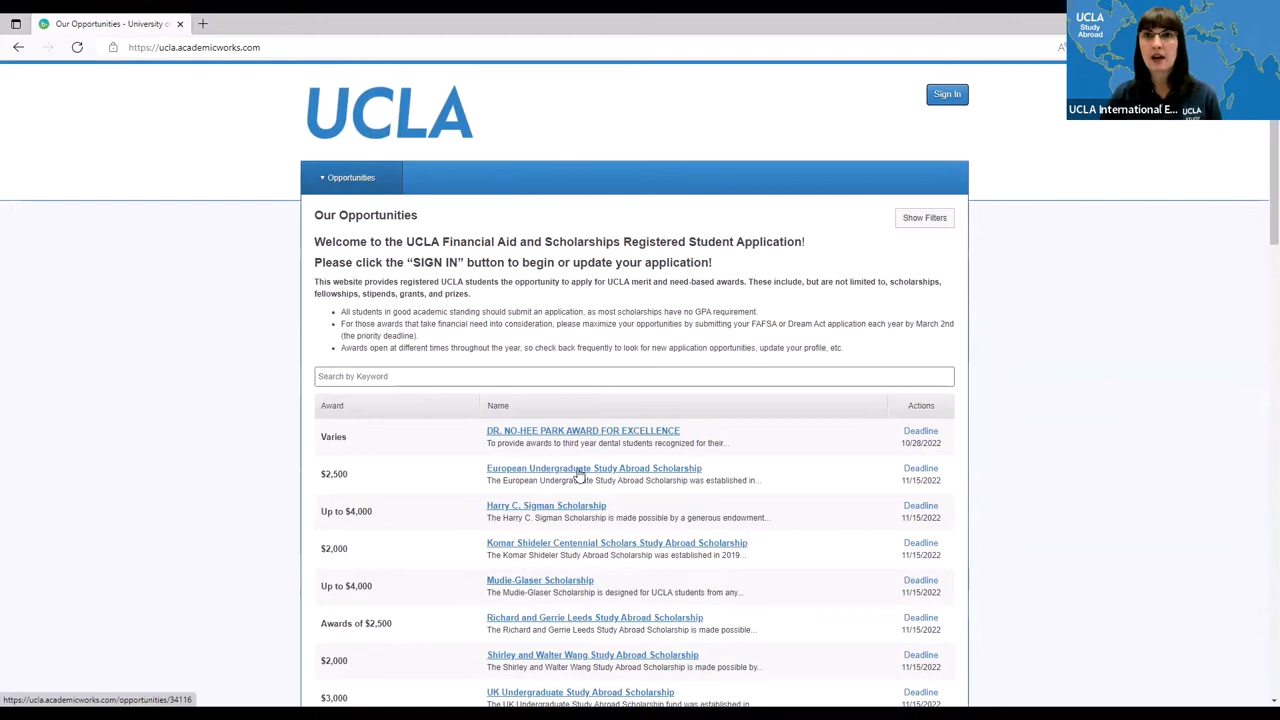 Our Opportunities - University o
https://ucla.academicworks.com
UCLA
Study
Abroad
UCLA International E...
UCLA
Sign In
UCLA
Opportunities
Our Opportunities
Show Filters
Welcome to the UCLA Financial Aid and Scholarships Registered Student Application!
Please click the “SIGN IN” button to begin or update your application!
This website provides registered UCLA students the opportunity to apply for UCLA merit and need-based awards. These include, but are not limited to, scholarships,
fellowships, stipends, grants, and prizes.
All students in good academic standing should submit an application, as most scholarships have no GPA requirement.
For those awards that take financial need into consideration, please maximize your opportunities by submitting your FAFSA or Dream Act application each year by March 2nd
(the priority deadline).
Awards open at different times throughout the year, so check back frequently to look for new application opportunities, update your profile, etc.
Search by Keyword
Award Name Actions
Varies DR. NO-HEE PARK AWARD FOR EXCELLENCE Deadline
To provide awards to third year dental students recognized for their... 10/28/2022
$2,500 European Undergraduate Study Abroad Scholarship Deadline
The European Undergraduate Study Abroad Scholarship was established in... 11/15/2022
Up to $4,000 Harry C. Sigman Scholarship Deadline
The Harry C. Sigman Scholarship is made possible by a generous endowment... 11/15/2022
$2,000 Komar Shideler Centennial Scholars Study Abroad Scholarship Deadline
The Komar Shideler Study Abroad Scholarship was established in 2019... 11/15/2022
Up to $4,000 Mudie-Glaser Scholarship Deadline
The Mudie-Glaser Scholarship is designed for UCLA students from any... 11/15/2022
Awards of $2,500 Richard and Gerrie Leeds Study Abroad Scholarship Deadline
The Richard and Gerrie Leeds Study Abroad Scholarship is made possible... 11/15/2022
$2,000 Shirley and Walter Wang Study Abroad Scholarship Deadline
The Shirley and Walter Wang Study Abroad Scholarship is made possible by... 11/15/2022
$3,000 UK Undergraduate Study Abroad Scholarship Deadline
The UK Undergraduate Study Abroad Scholarship fund was established in... 11/15/2022
https://ucla.academicworks.com/opportunities/34116